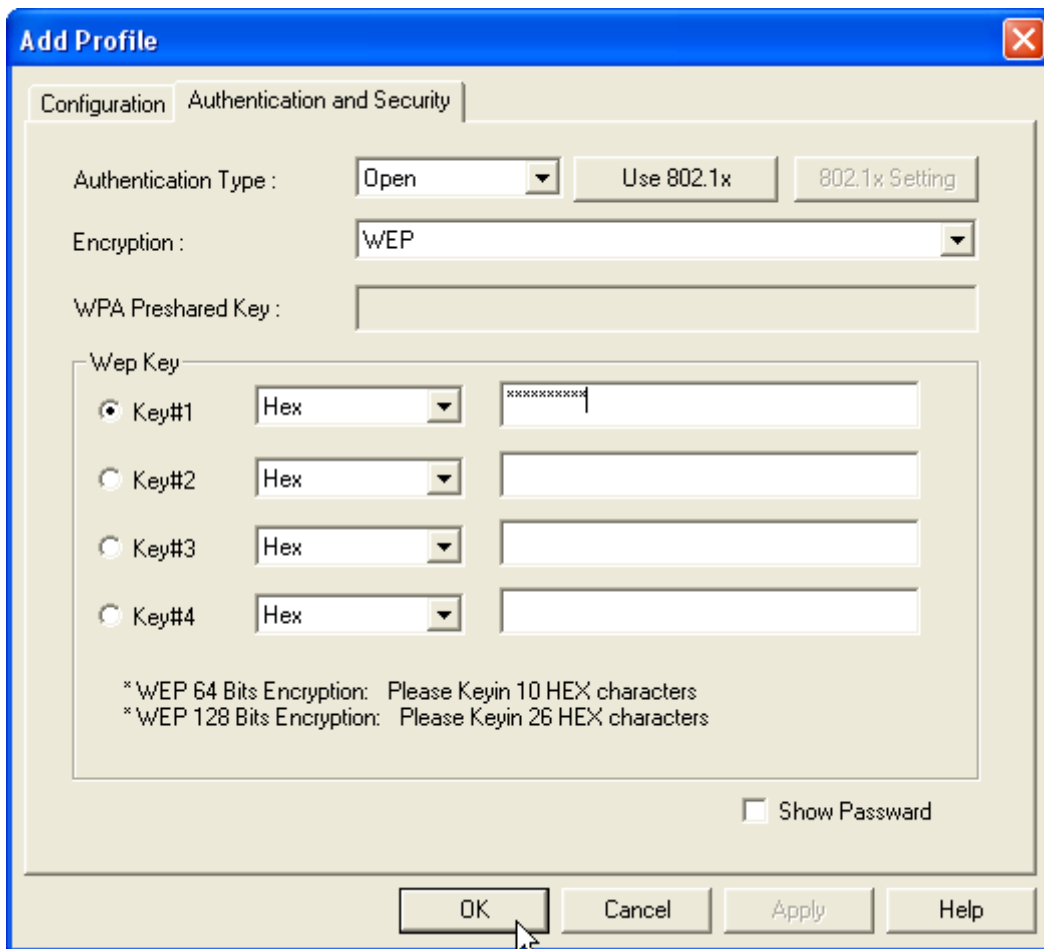 Add Profile
Configuration Authentication and Security
Authentication Type : Open Use 802.1x 802.1x Setting
Encryption : WEP
WPA Preshared Key :
Wep Key
Key#1 Hex **********
Key#2 Hex
Key#3 Hex
Key#4 Hex
* WEP 64 Bits Encryption: Please Keyin 10 HEX characters
* WEP 128 Bits Encryption: Please Keyin 26 HEX characters
Show Passward
OK Cancel Apply Help